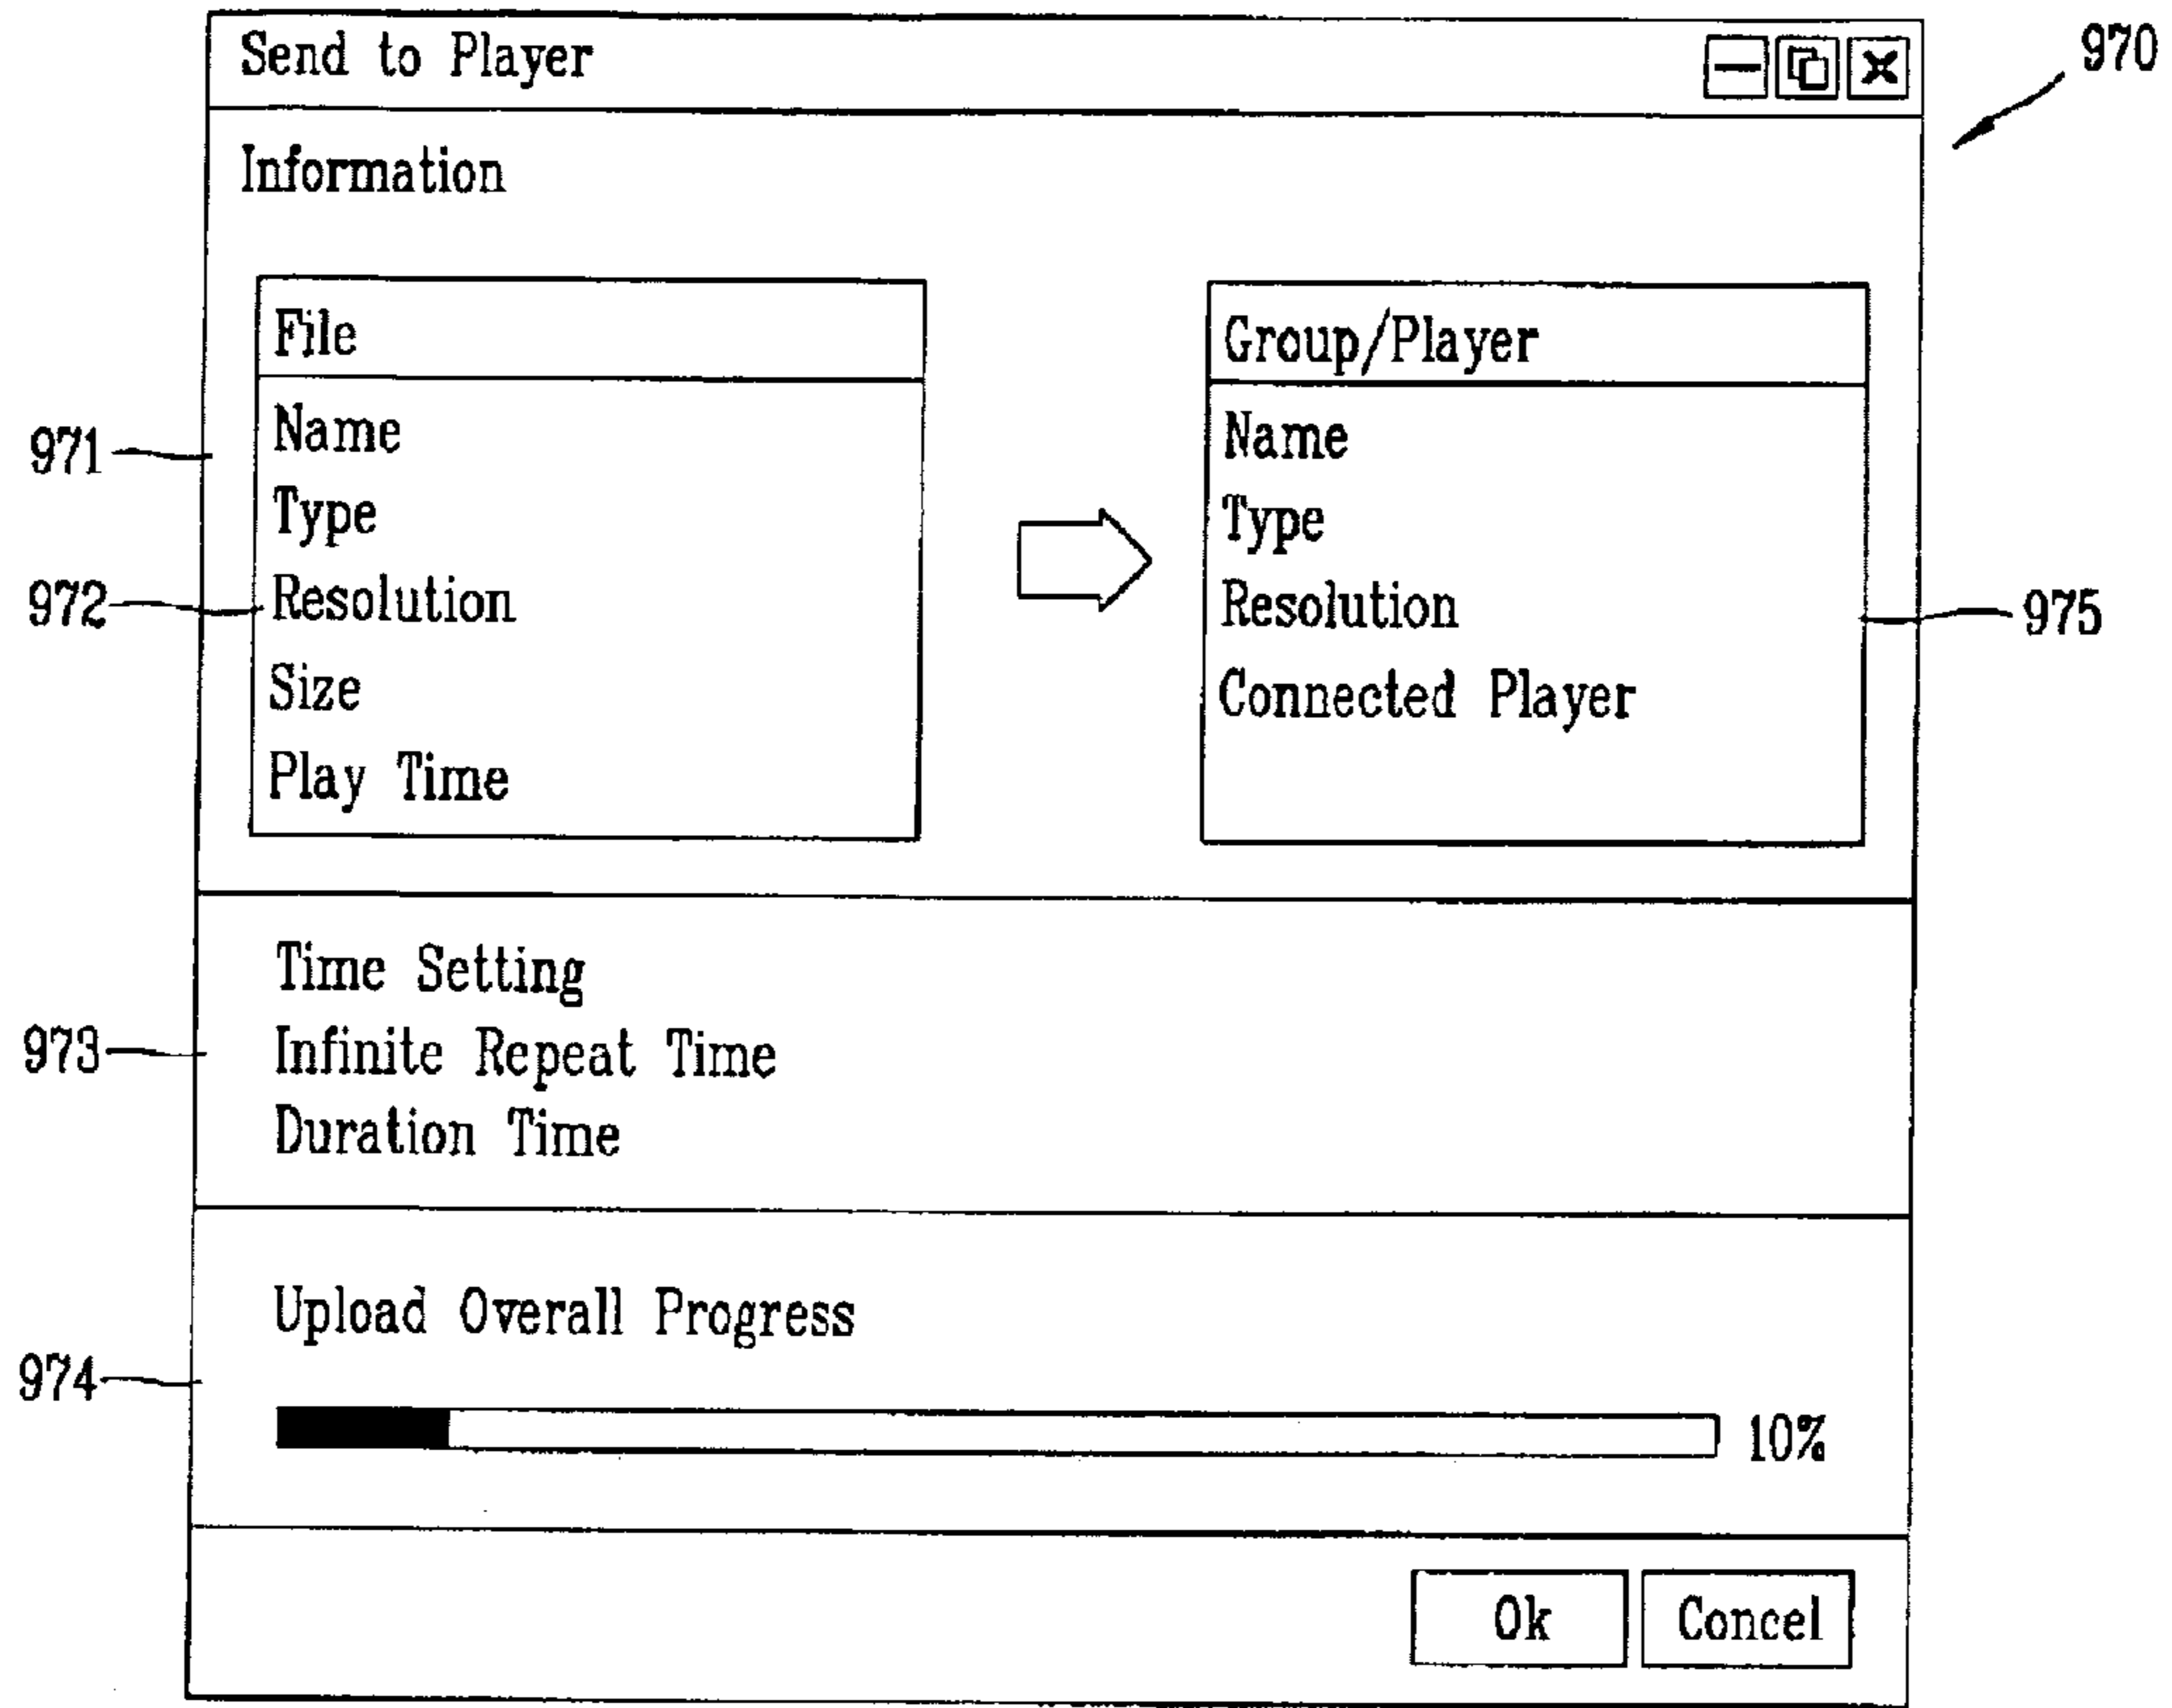 Send to Player
970
Information
File
Name
Type
Resolution
Size
Play Time
Group/Player
Name
Type
Resolution
Connected Player
971
972
975
Time Setting
Infinite Repeat Time
Duration Time
973
Upload Overall Progress
974
10%
Ok
Concel